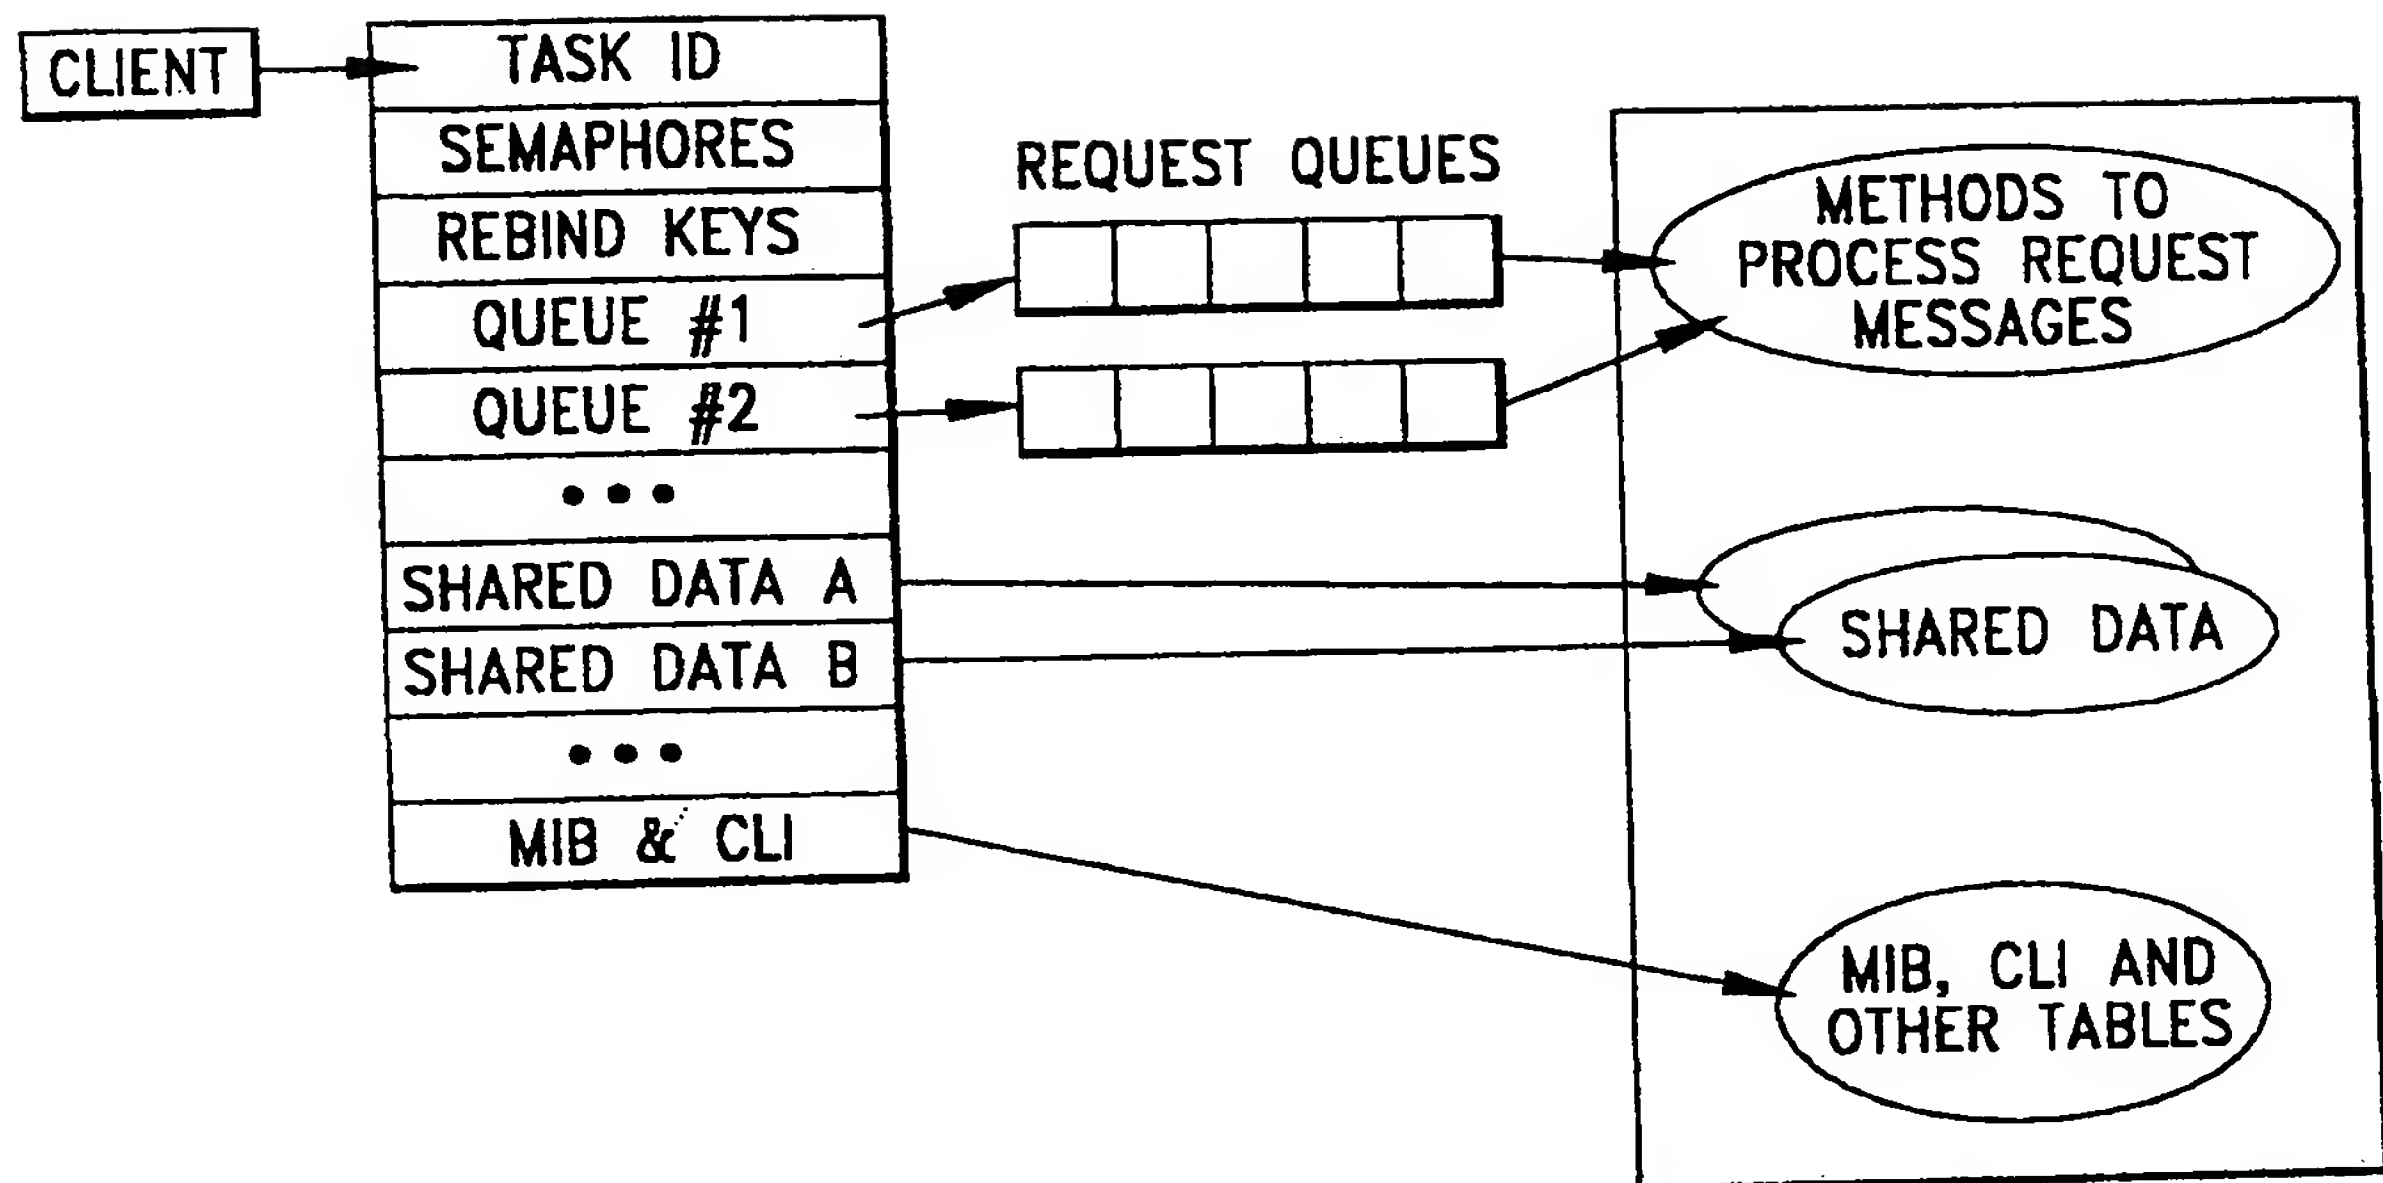 CLIENT
TASK ID
SEMAPHORES
REBIND KEYS
QUEUE #1
QUEUE #2
• • •
SHARED DATA A
SHARED DATA B
• • •
MIB & CLI
REQUEST QUEUES
METHODS TO
PROCESS REQUEST
MESSAGES
SHARED DATA
MIB, CLI AND
OTHER TABLES